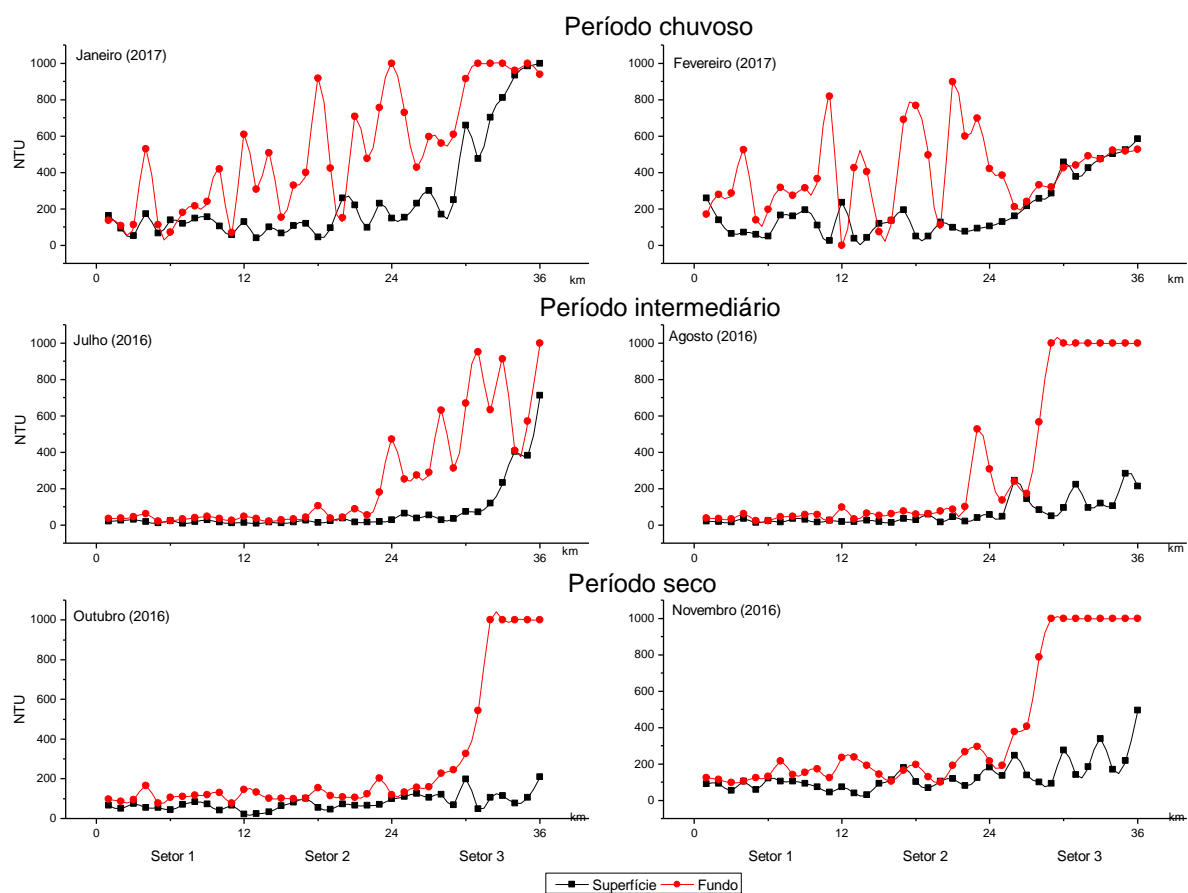 Período chuvoso
Janeiro (2017)
Fevereiro (2017)
NTU
1000
800
600
400
200
0
0
12
24
36
km
1000
800
600
400
200
0
0
12
24
36
km
Período intermediário
Julho (2016)
Agosto (2016)
NTU
1000
800
600
400
200
0
0
12
24
36
km
1000
800
600
400
200
0
0
12
24
36
km
Período seco
Outubro (2016)
Novembro (2016)
NTU
1000
800
600
400
200
0
0
12
24
36
km
1000
800
600
400
200
0
0
12
24
36
km
Setor 1 Setor 2 Setor 3
Setor 1 Setor 2 Setor 3
Superfície Fundo